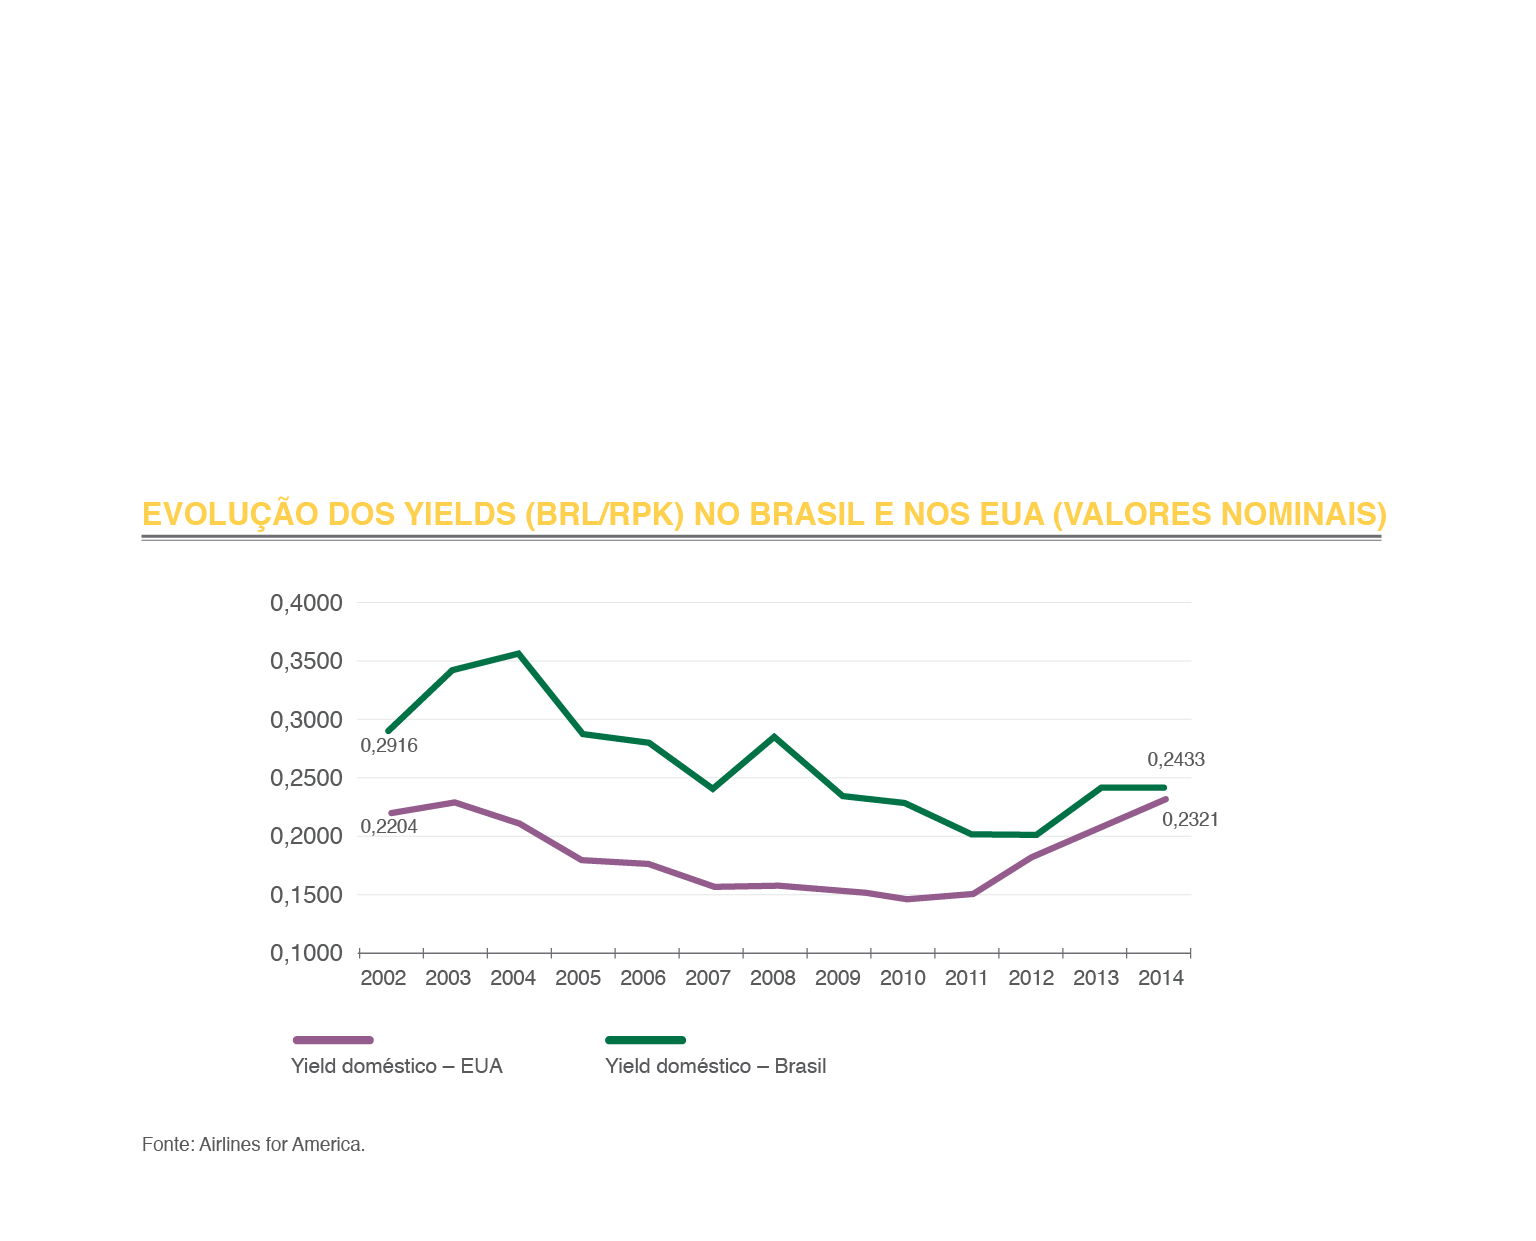 EVOLUÇÃO DOS YIELDS (BRL/RPK) NO BRASIL E NOS EUA (VALORES NOMINAIS)
0,4000
0,3500
0,3000
0,2500
0,2000
0,1500
0,1000
0,2916
0,2204
0,2433
0,2321
2002 2003 2004 2005 2006 2007 2008 2009 2010 2011 2012 2013 2014
Yield doméstico – EUA
Yield doméstico – Brasil
Fonte: Airlines for America.